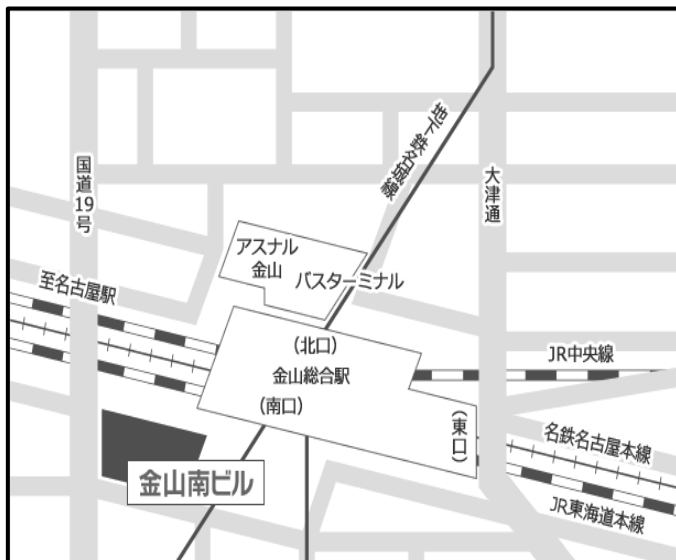 地下鉄名城線
国道19号
大津通
アスナル
金山
バスターミナル
至名古屋駅
(北口)
金山総合駅
(南口)
JR中央線
(東口)
名鉄名古屋本線
JR東海道本線
金山南ビル